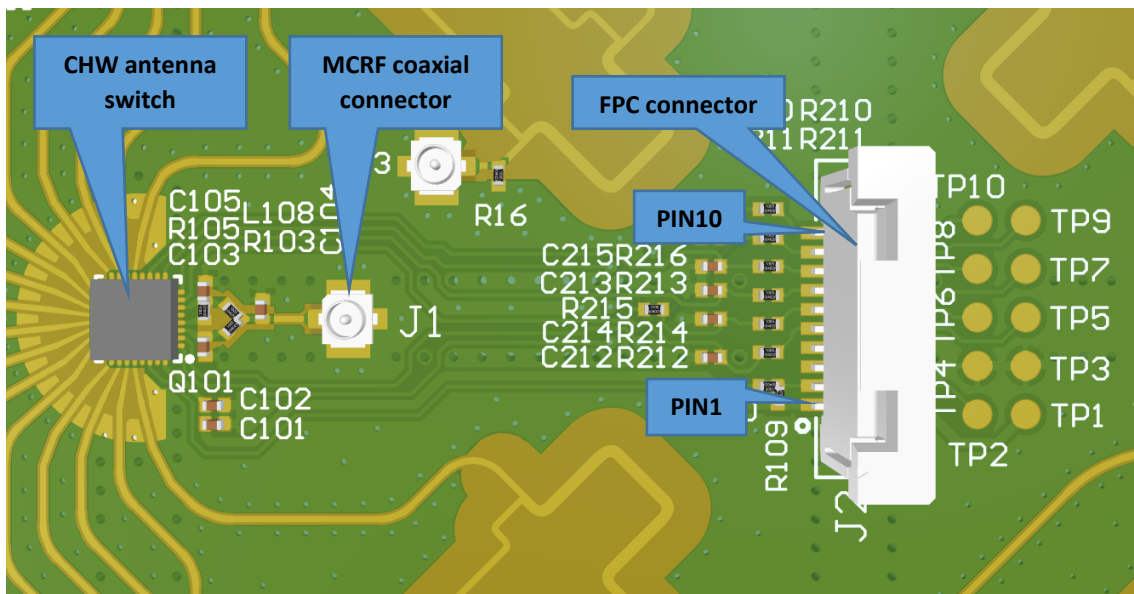 CHW antenna
switch
MCRF coaxial
connector
FPC connector
PIN10
PIN1
R210
R211
3
R16
C105
R105
C103
L108
R103
C104
TP10
TP9
TP8
TP7
TP6
TP5
TP4
TP3
TP2
TP1
C215R216
C213R213
R215
C214R214
C212R212
J1
Q101
C102
C101
R109
J2